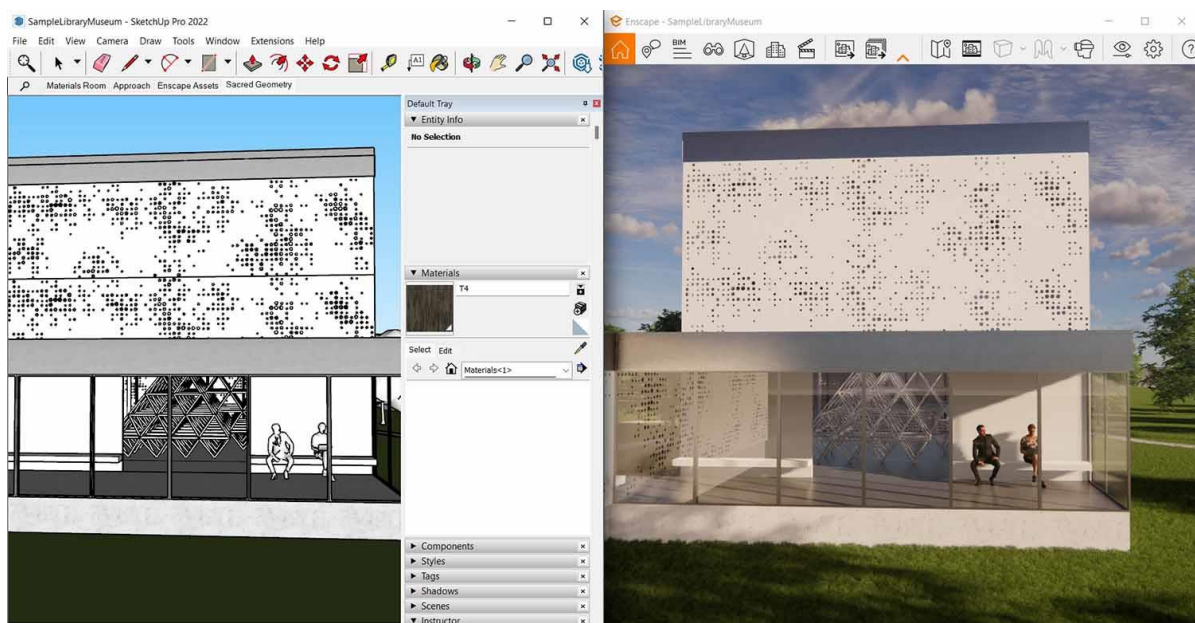 SampleLibraryMuseum - SketchUp Pro 2022
File Edit View Camera Draw Tools Window Extensions Help
A1
Materials Room Approach Enscape Assets Sacred Geometry
Default Tray
Entity Info
No Selection
Materials
T4
Select Edit
Materials<1>
Components
Styles
Tags
Shadows
Scenes
Instructor
Enscape - SampleLibraryMuseum
BIM